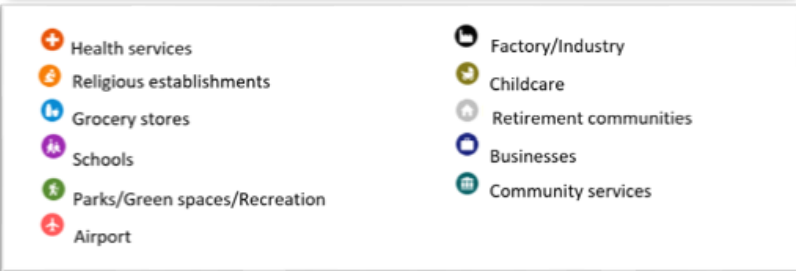 Health services
Religious establishments
Grocery stores
Schools
Parks/Green spaces/Recreation
Airport
Factory/Industry
Childcare
Retirement communities
Businesses
Community services